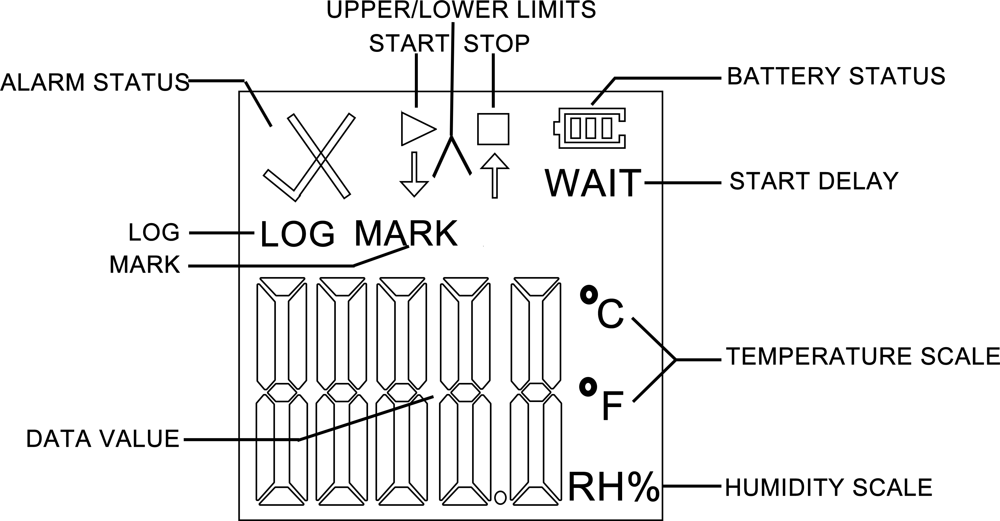 UPPER/LOWER LIMITS
START STOP
ALARM STATUS
BATTERY STATUS
WAIT
START DELAY
LOG
LOG MARK
MARK
°C
TEMPERATURE SCALE
°F
DATA VALUE
RH%
HUMIDITY SCALE